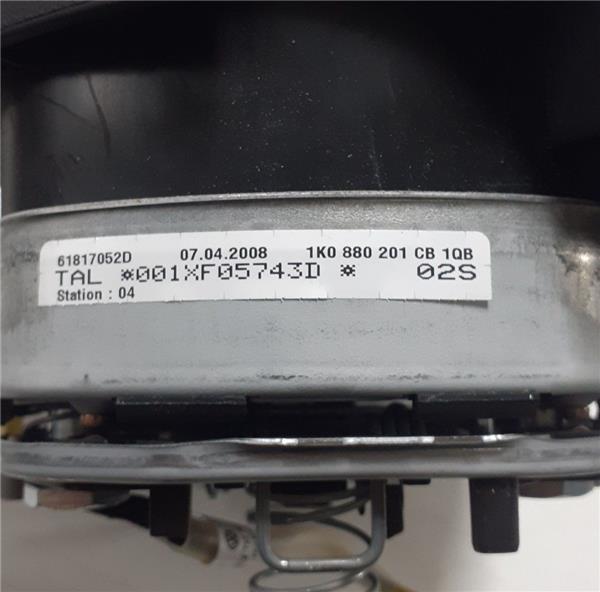 61817052D 07.04.2008 1K0 880 201 CB 1QB
TAL *001XF05743D * 02S
Station : 04